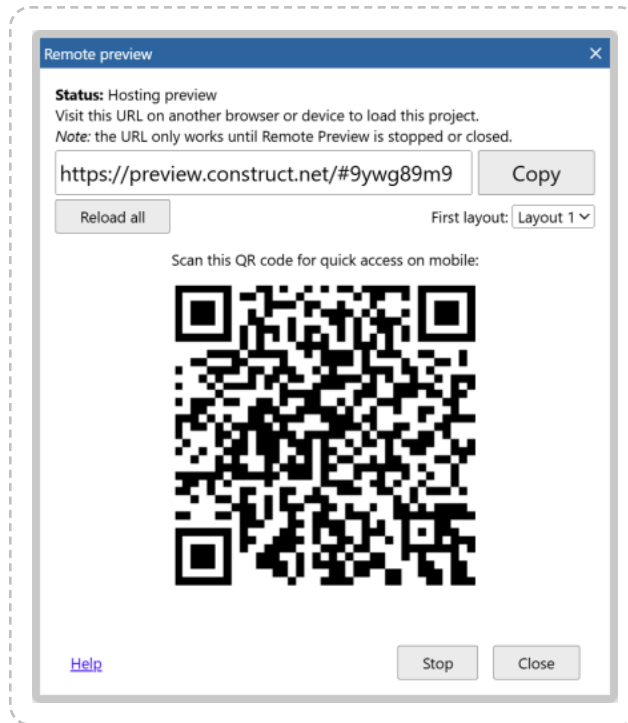 Remote preview
Status: Hosting preview
Visit this URL on another browser or device to load this project.
Note: the URL only works until Remote Preview is stopped or closed.
https://preview.construct.net/#9ywg89m9 Copy
Reload all First layout: Layout 1
Scan this QR code for quick access on mobile:
Help Stop Close